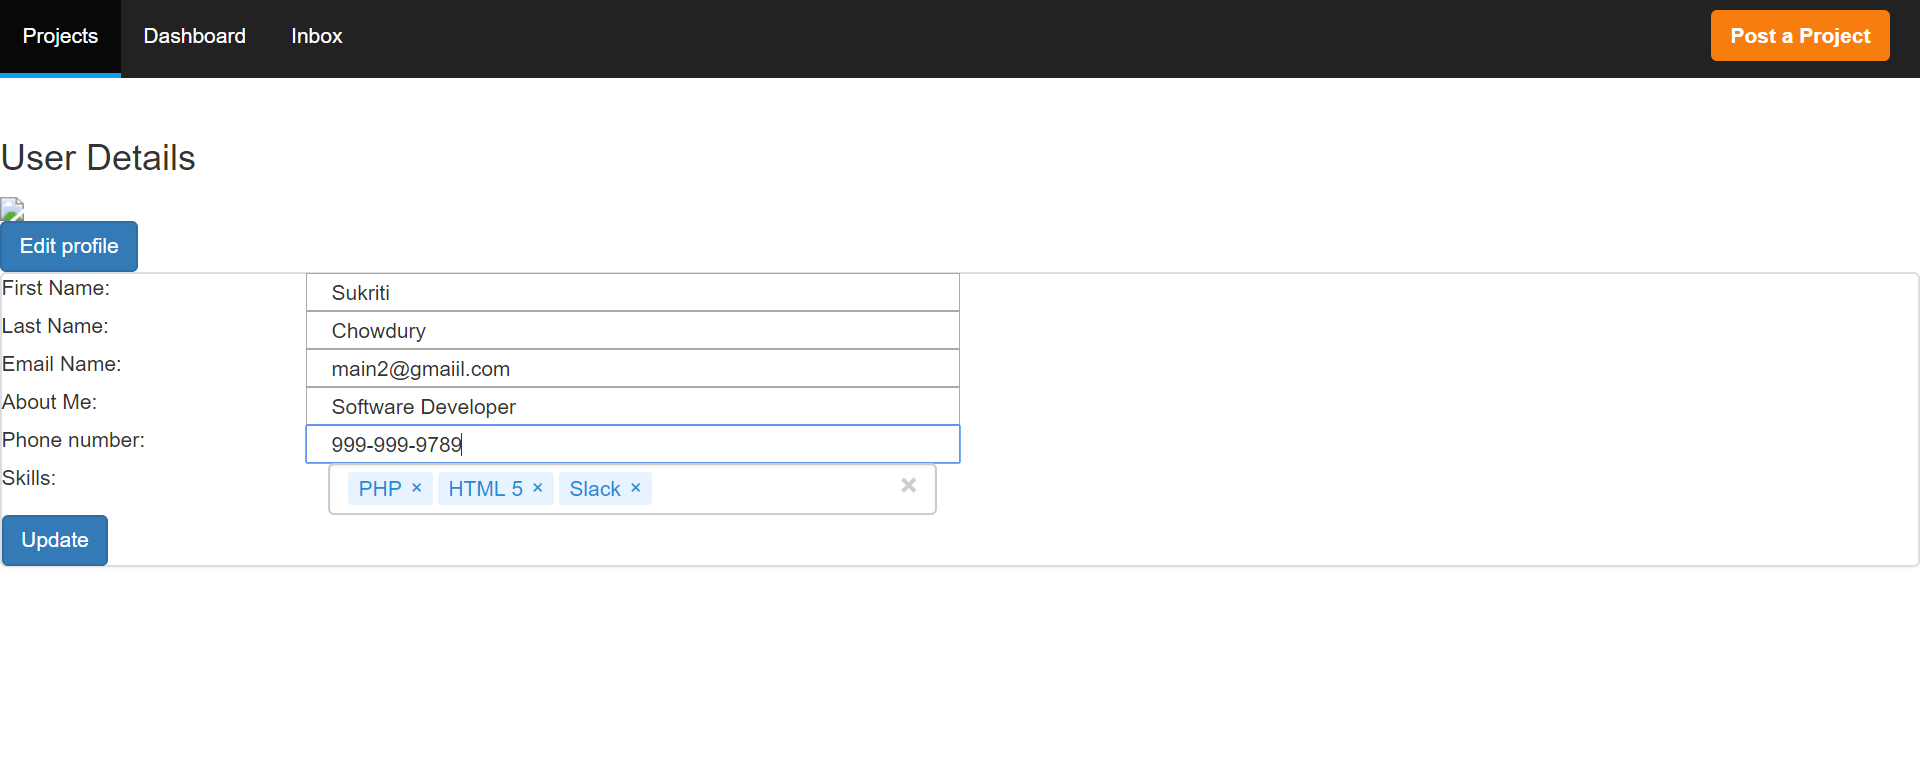 Projects Dashboard Inbox Post a Project
User Details
Edit profile
First Name: Sukriti
Last Name: Chowdury
Email Name: main2@gmaiil.com
About Me: Software Developer
Phone number: 999-999-9789
Skills: PHP × HTML 5 × Slack × ×
Update